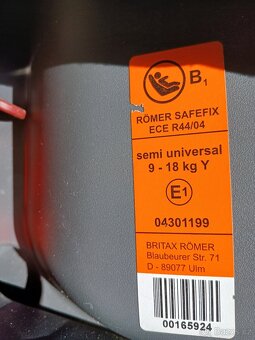 B1
RÖMER SAFEFIX
ECE R44/04
semi universal
9 - 18 kg Y
E1
04301199
BRITAX RÖMER
Blaubeurer Str. 71
D - 89077 Ulm
00165924